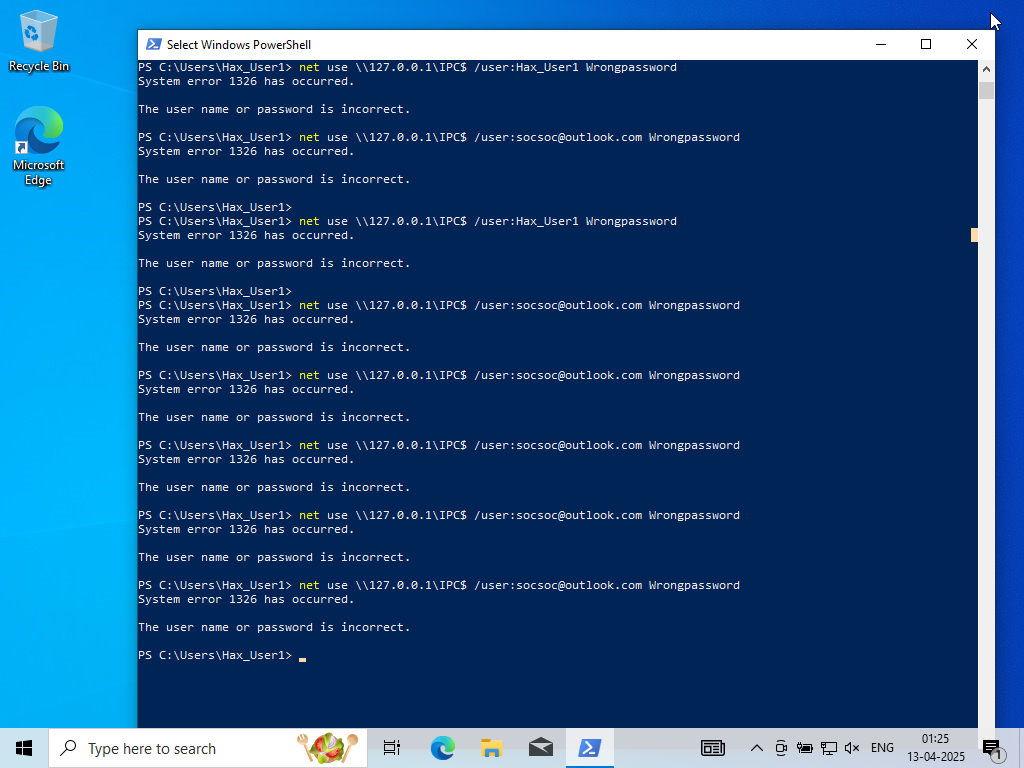 Recycle Bin
Microsoft
Edge
Select Windows PowerShell
PS C:\Users\Hax_User1> net use \\127.0.0.1\IPC$ /user:Hax_User1 Wrongpassword
System error 1326 has occurred.
The user name or password is incorrect.
PS C:\Users\Hax_User1> net use \\127.0.0.1\IPC$ /user:socsoc@outlook.com Wrongpassword
System error 1326 has occurred.
The user name or password is incorrect.
PS C:\Users\Hax_User1>
PS C:\Users\Hax_User1> net use \\127.0.0.1\IPC$ /user:Hax_User1 Wrongpassword
System error 1326 has occurred.
The user name or password is incorrect.
PS C:\Users\Hax_User1>
PS C:\Users\Hax_User1> net use \\127.0.0.1\IPC$ /user:socsoc@outlook.com Wrongpassword
System error 1326 has occurred.
The user name or password is incorrect.
PS C:\Users\Hax_User1> net use \\127.0.0.1\IPC$ /user:socsoc@outlook.com Wrongpassword
System error 1326 has occurred.
The user name or password is incorrect.
PS C:\Users\Hax_User1> net use \\127.0.0.1\IPC$ /user:socsoc@outlook.com Wrongpassword
System error 1326 has occurred.
The user name or password is incorrect.
PS C:\Users\Hax_User1> net use \\127.0.0.1\IPC$ /user:socsoc@outlook.com Wrongpassword
System error 1326 has occurred.
The user name or password is incorrect.
PS C:\Users\Hax_User1> net use \\127.0.0.1\IPC$ /user:socsoc@outlook.com Wrongpassword
System error 1326 has occurred.
The user name or password is incorrect.
PS C:\Users\Hax_User1>
Type here to search
ENG
01:25
13-04-2025
1